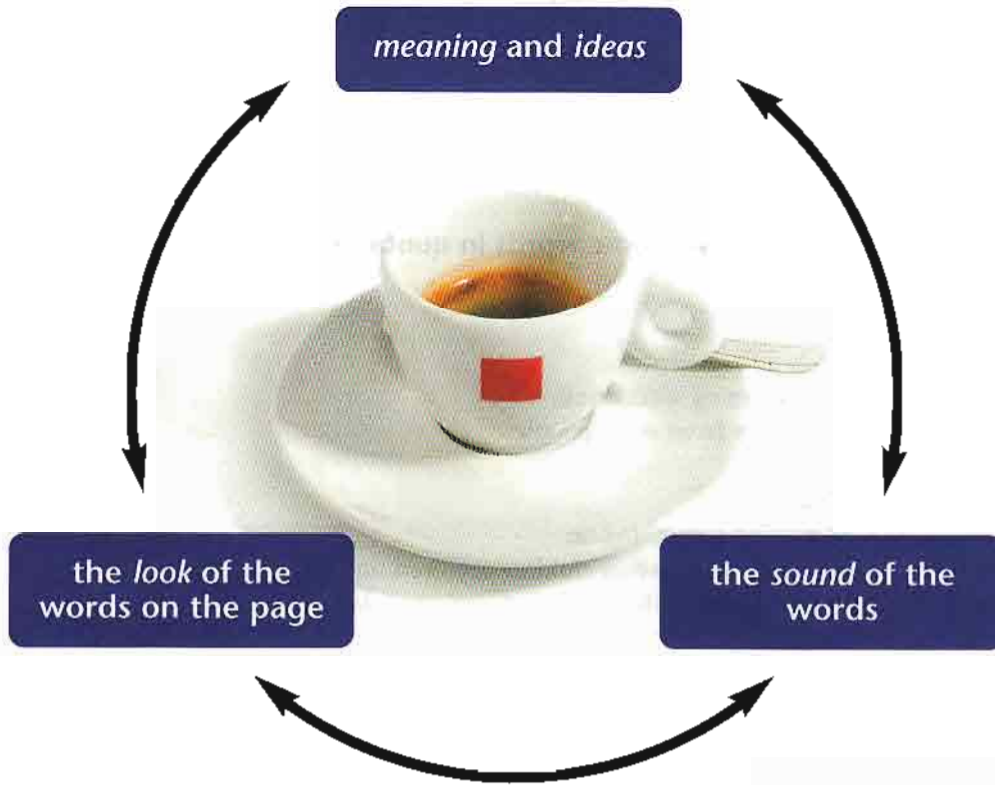 meaning and ideas
the look of the
words on the page
the sound of the
words